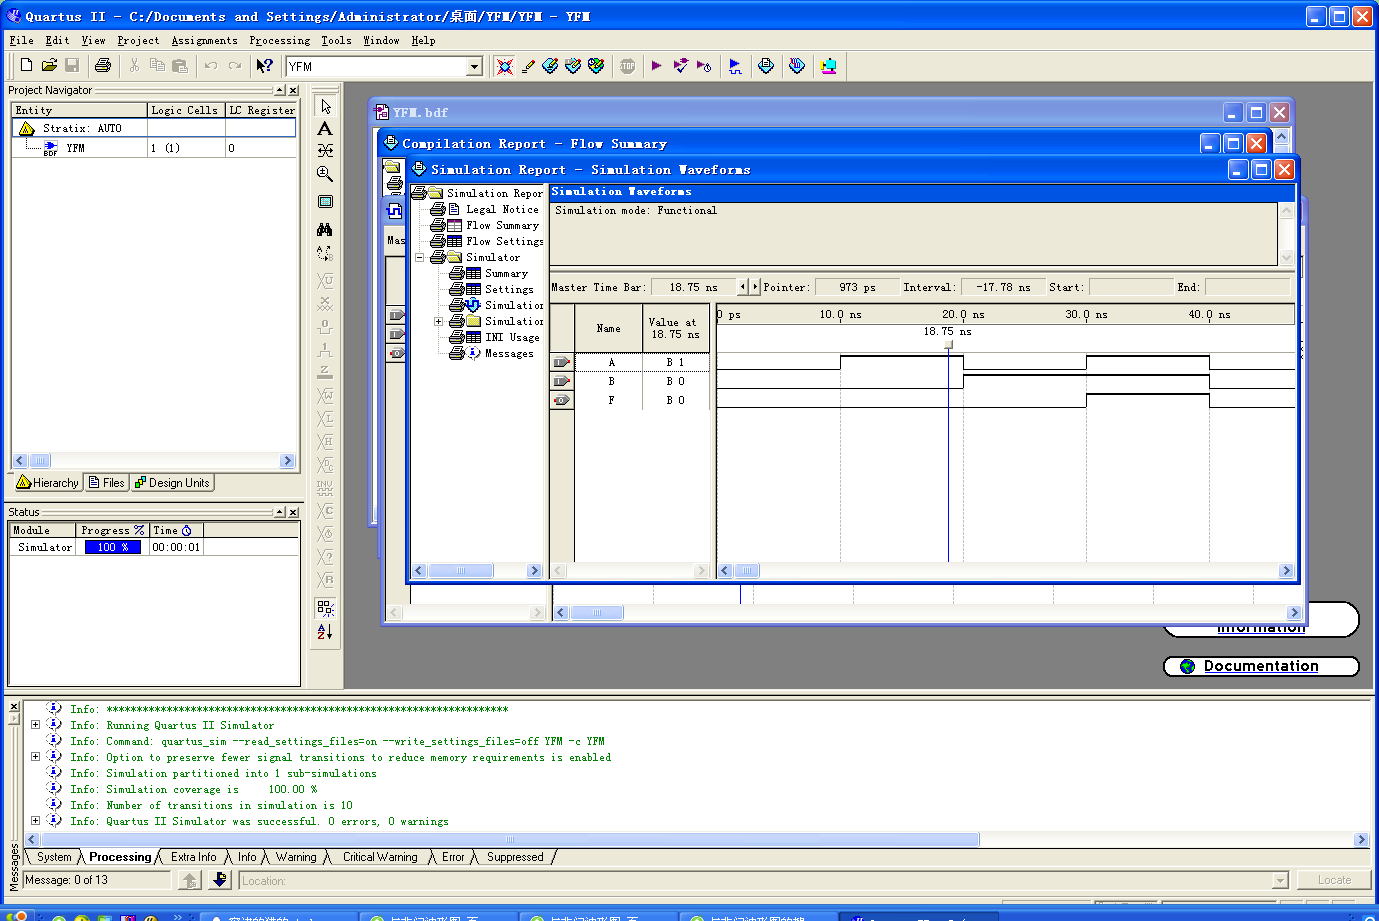 Quartus II - C:/Documents and Settings/Administrator/桌面/YFM/YFM - YFM
File Edit View Project Assignments Processing Tools Window Help
YFM
STOP
Project Navigator
Entity Logic Cells LC Register
Stratix: AUTO
BDF YFM 1 (1) 0
Hierarchy Files Design Units
Status
Module Progress % Time
Simulator 100 % 00:00:01
YFM.bdf
Compilation Report - Flow Summary
Simulation Report - Simulation Waveforms
Mas
Simulation Repor
Legal Notice
Flow Summary
Flow Settings
Simulator
Summary
Settings
Simulation
Simulation
INI Usage
Messages
Simulation Waveforms
Simulation mode: Functional
Master Time Bar: 18.75 ns Pointer: 973 ps Interval: -17.78 ns Start: End:
Name Value at 18.75 ns
0 ps 10.0 ns 20.0 ns 30.0 ns 40.0 ns
18.75 ns
A B 1
B B 0
F B 0
Information
Documentation
Info: *******************************************************************
Info: Running Quartus II Simulator
Info: Command: quartus_sim --read_settings_files=on --write_settings_files=off YFM -c YFM
Info: Option to preserve fewer signal transitions to reduce memory requirements is enabled
Info: Simulation partitioned into 1 sub-simulations
Info: Simulation coverage is 100.00 %
Info: Number of transitions in simulation is 10
Info: Quartus II Simulator was successful. 0 errors, 0 warnings
System Processing Extra Info Info Warning Critical Warning Error Suppressed
Messages
Message: 0 of 13 Location: Locate